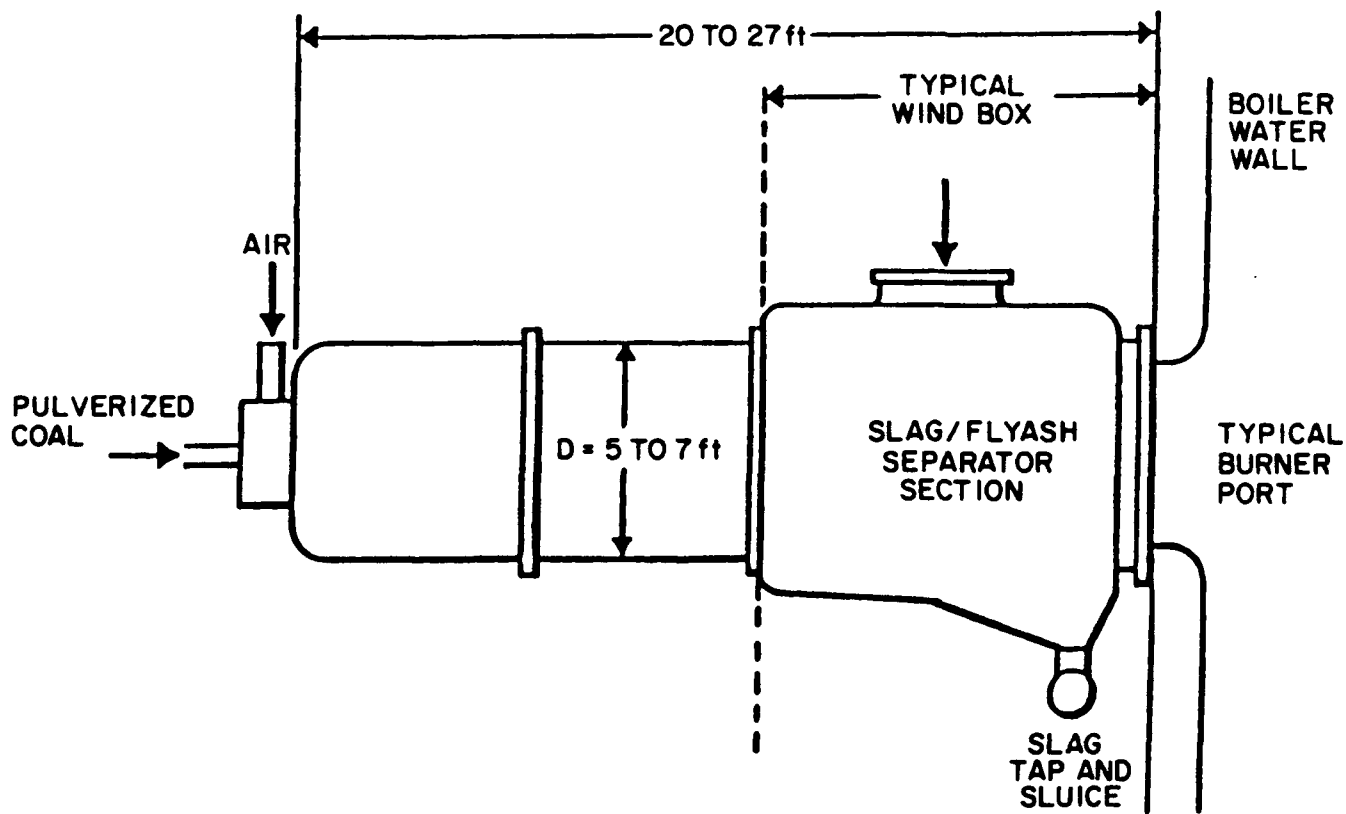 20 TO 27 ft
TYPICAL
WIND BOX
BOILER
WATER
WALL
AIR
PULVERIZED
COAL
D = 5 TO 7 ft
SLAG/FLYASH
SEPARATOR
SECTION
TYPICAL
BURNER
PORT
SLAG
TAP AND
SLUICE